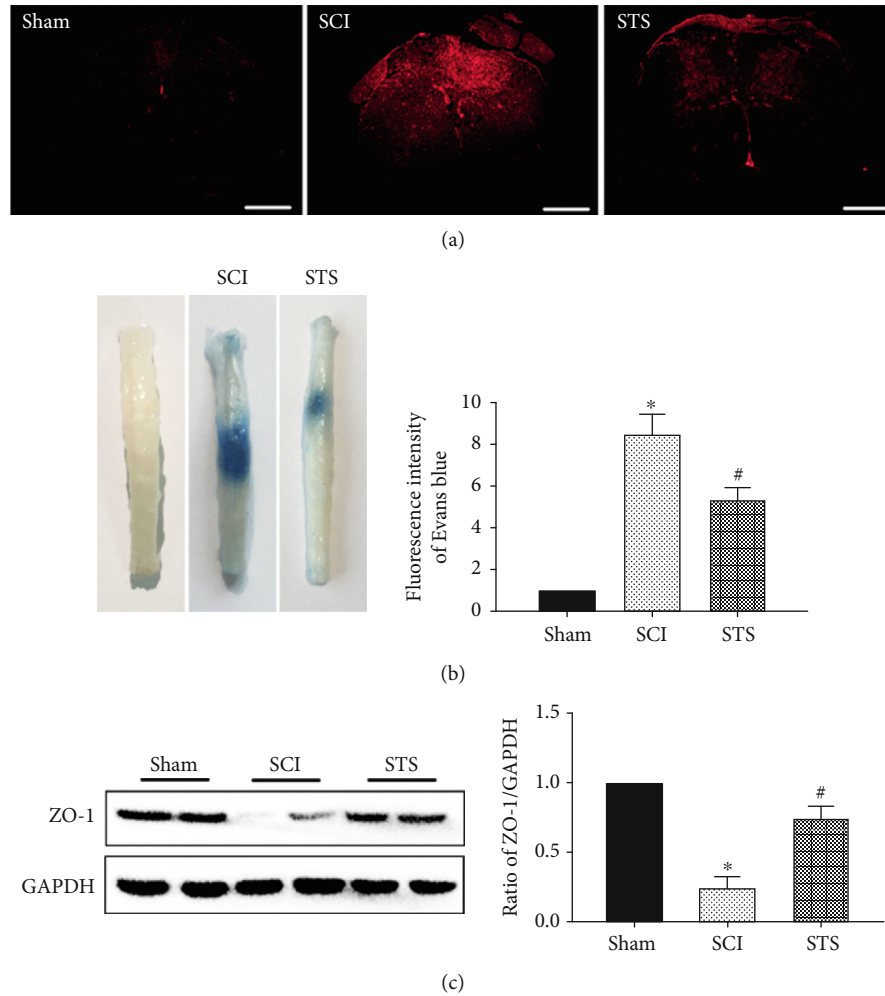 Sham SCI STS
(a)
SCI STS
Fluorescence intensity
of Evans blue
10
8
6
4
2
0
*
#
Sham SCI STS
(b)
Sham SCI STS
ZO-1
GAPDH
Ratio of ZO-1/GAPDH
1.5
1.0
0.5
0.0
*
#
Sham SCI STS
(c)